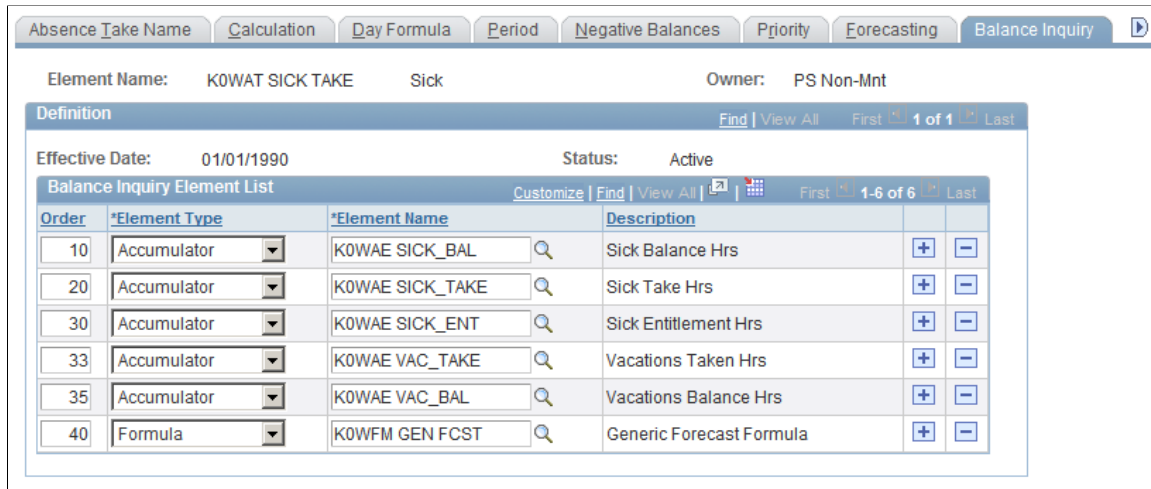 Absence Take Name Calculation Day Formula Period Negative Balances Priority Forecasting Balance Inquiry
Element Name: K0WAT SICK TAKE Sick Owner: PS Non-Mnt
Definition Find | View All First 1 of 1 Last
Effective Date: 01/01/1990 Status: Active
Balance Inquiry Element List Customize | Find | View All | | First 1-6 of 6 Last
Order *Element Type *Element Name Description
10 Accumulator K0WAE SICK_BAL Sick Balance Hrs
20 Accumulator K0WAE SICK_TAKE Sick Take Hrs
30 Accumulator K0WAE SICK_ENT Sick Entitlement Hrs
33 Accumulator K0WAE VAC_TAKE Vacations Taken Hrs
35 Accumulator K0WAE VAC_BAL Vacations Balance Hrs
40 Formula K0WFM GEN FCST Generic Forecast Formula